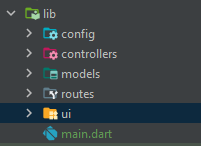 lib
config
controllers
models
routes
ui
main.dart